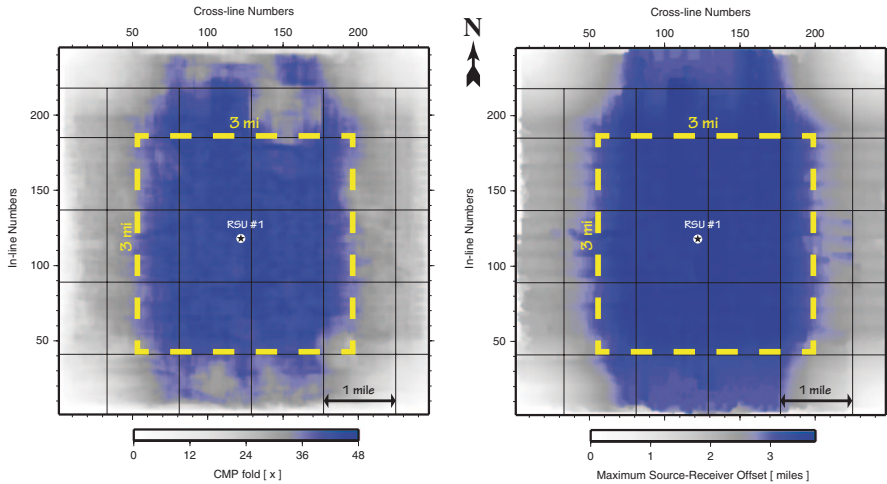 Cross-line Numbers
50 100 150 200
In-line Numbers
200
150
100
50
3 mi
3 mi
RSU #1
1 mile
0 12 24 36 48
CMP fold [ x ]
N
Cross-line Numbers
50 100 150 200
In-line Numbers
200
150
100
50
3 mi
3 mi
RSU #1
1 mile
0 1 2 3
Maximum Source-Receiver Offset [ miles ]